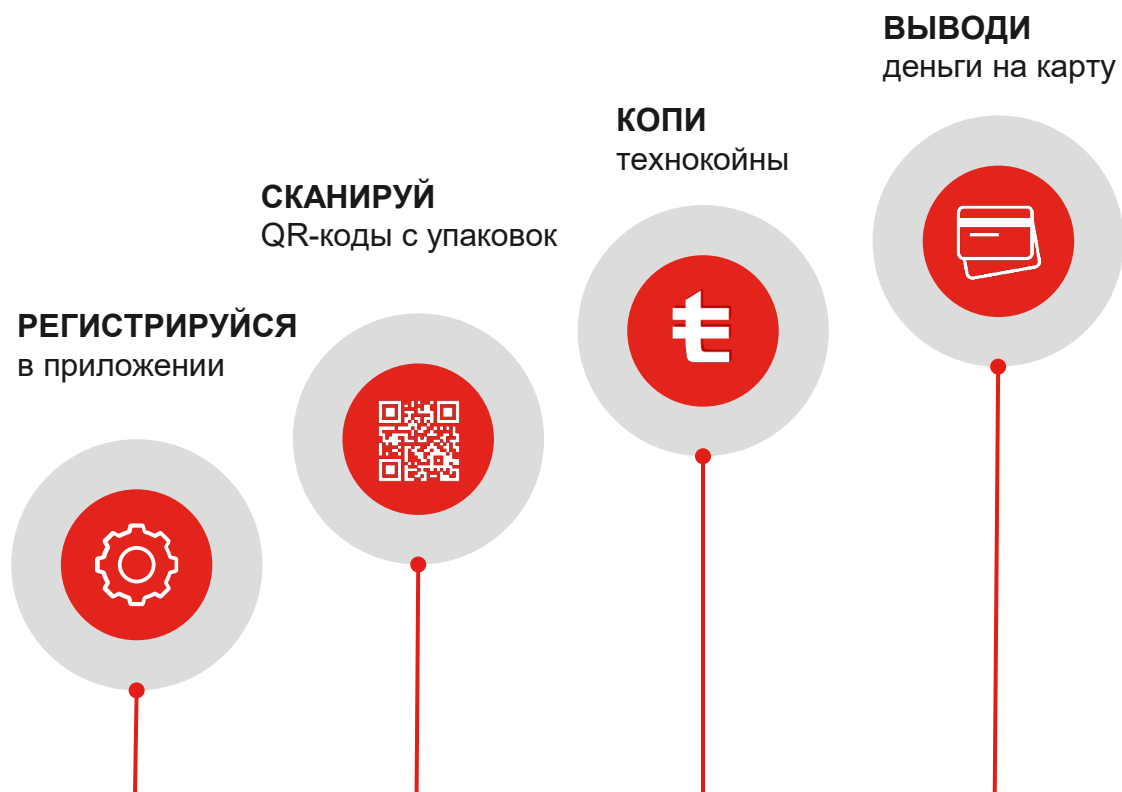 РЕГИСТРИРУЙСЯ
в приложении
СКАНИРУЙ
QR-коды с упаковок
КОПИ
технокойны
ВЫВОДИ
деньги на карту